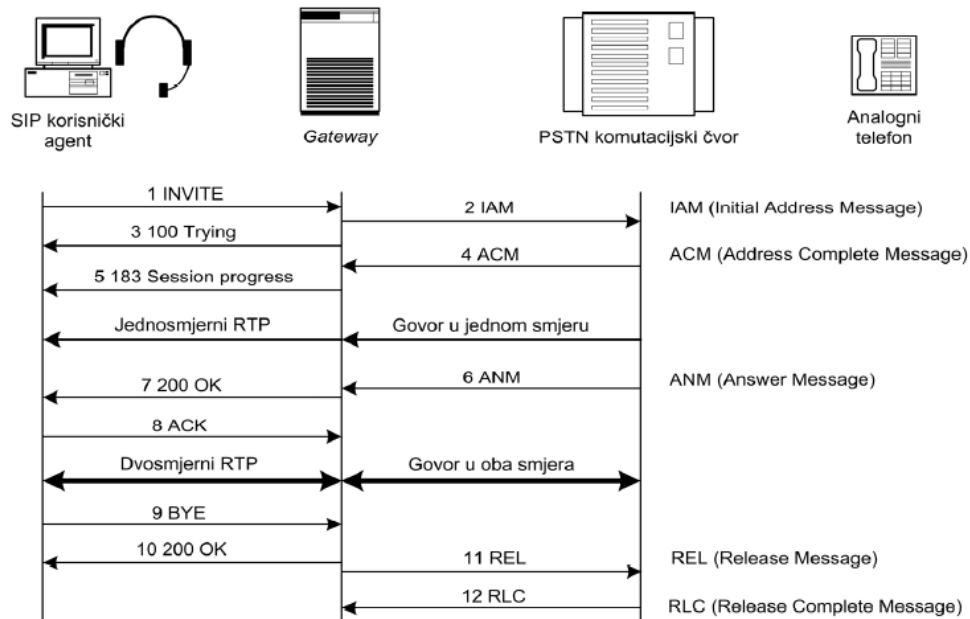 SIP korisnički
agent
Gateway
PSTN komutacijski čvor
Analogni
telefon
1 INVITE
2 IAM
IAM (Initial Address Message)
3 100 Trying
4 ACM
ACM (Address Complete Message)
5 183 Session progress
Jednosmjerni RTP
Govor u jednom smjeru
6 ANM
ANM (Answer Message)
7 200 OK
8 ACK
Dvosmjerni RTP
Govor u oba smjera
9 BYE
10 200 OK
11 REL
REL (Release Message)
12 RLC
RLC (Release Complete Message)